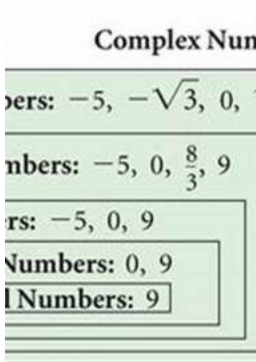 Complex Num
bers: −5, −√3, 0,
mbers: −5, 0, 8/3, 9
rs: −5, 0, 9
Numbers: 0, 9
l Numbers: 9